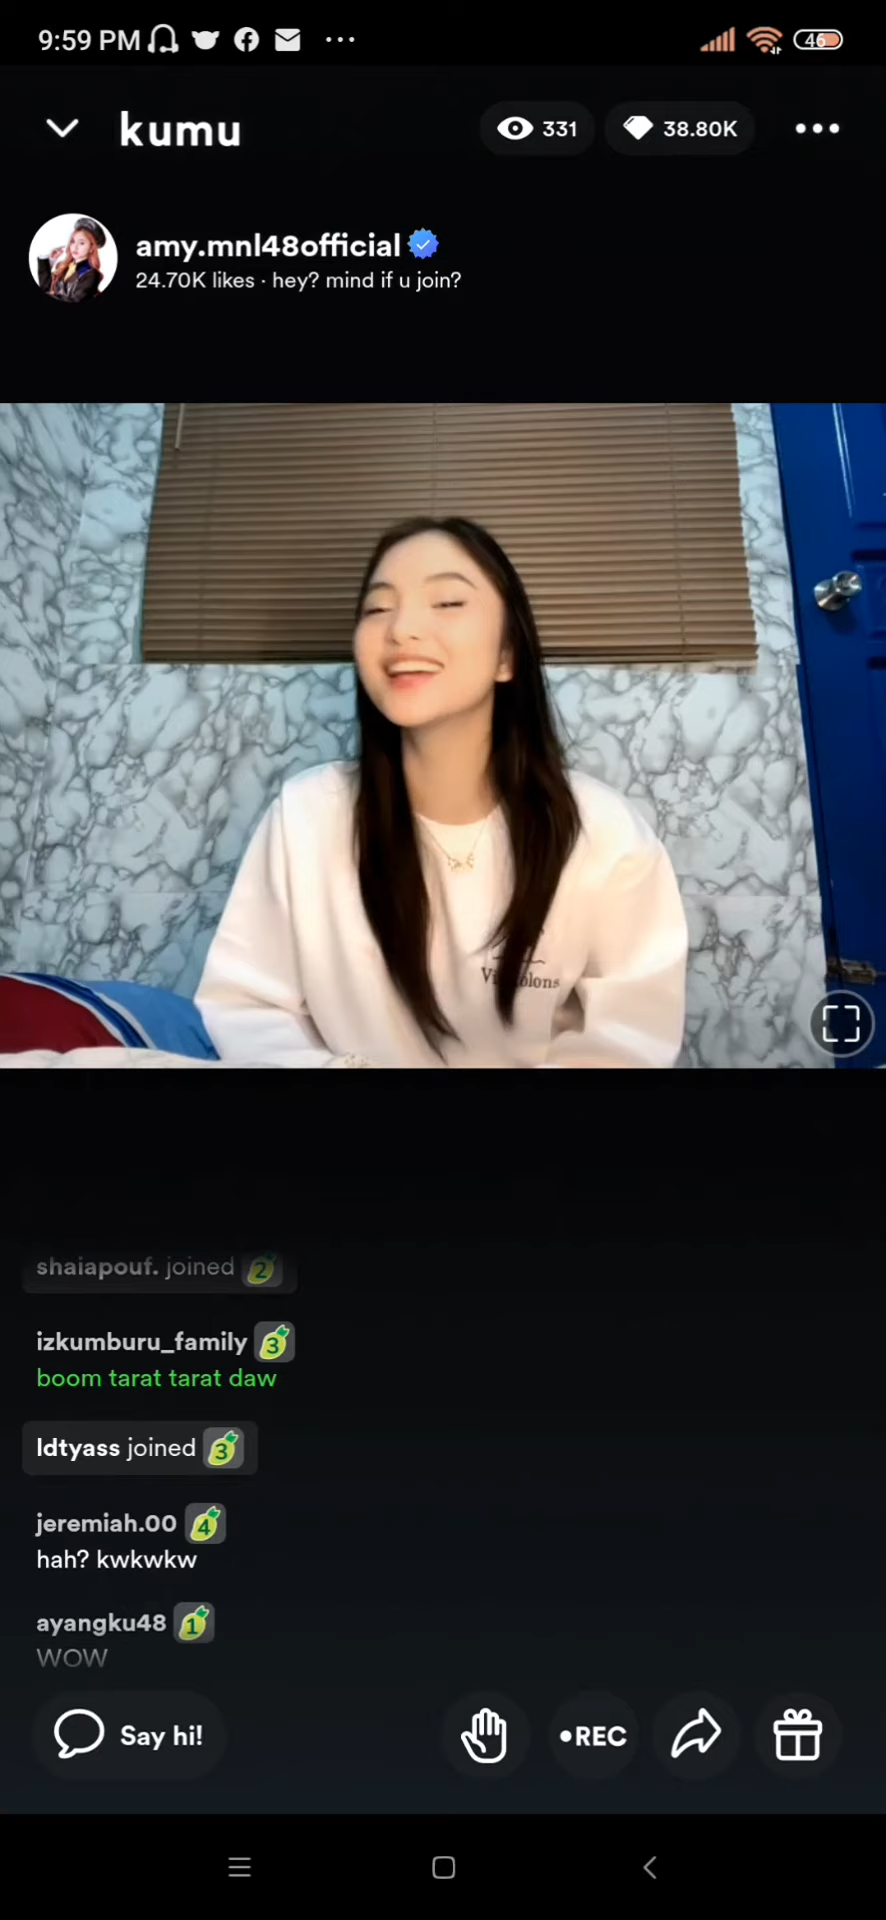 9:59 PM
46
kumu
331
38.80K
amy.mnl48official
24.70K likes · hey? mind if u join?
shaiapouf. joined 2
izkumburu_family 3
boom tarat tarat daw
ldtyass joined 3
jeremiah.00 4
hah? kwkwkw
ayangku48 1
WOW
Say hi!
•REC